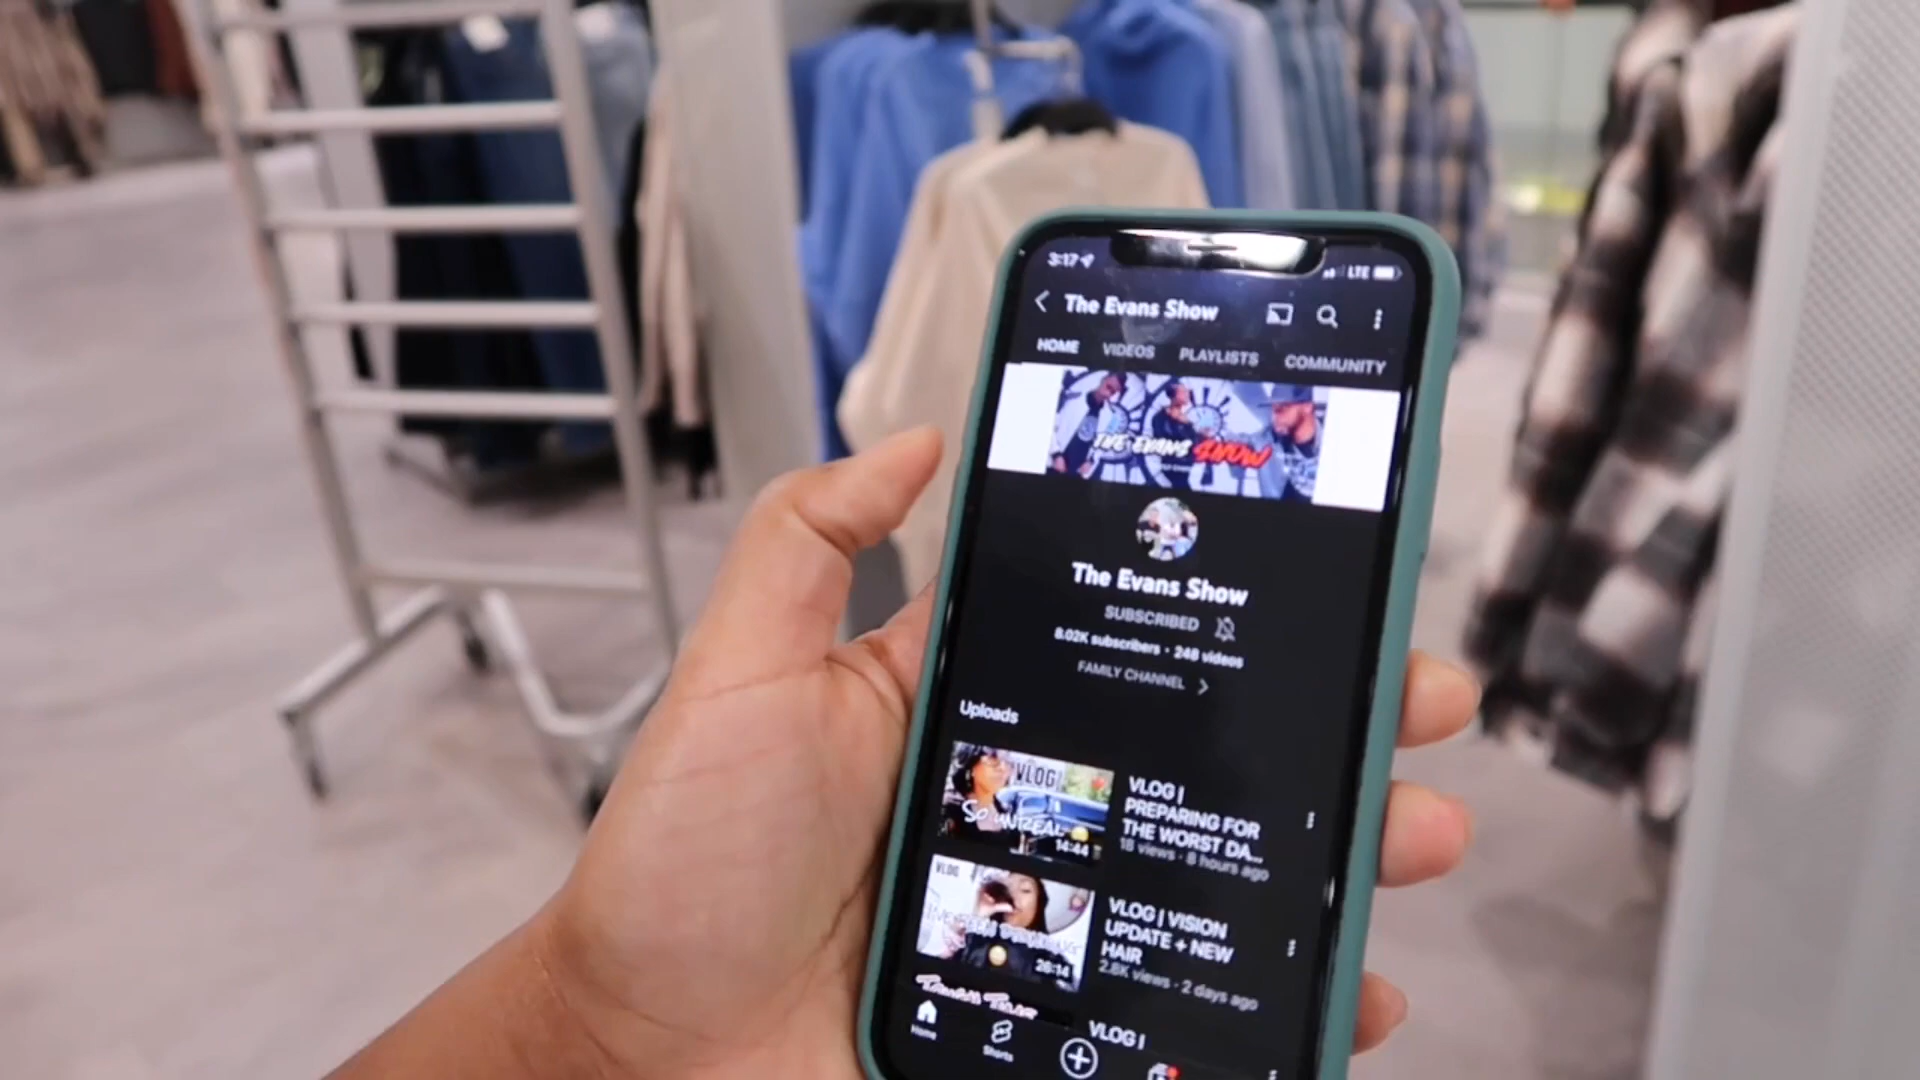 3:17 LTE
The Evans Show
HOME VIDEOS PLAYLISTS COMMUNITY
THE EVANS SHOW
The Evans Show
SUBSCRIBED
8.02K subscribers · 248 videos
FAMILY CHANNEL
Uploads
VLOG
SO UNREAL
14:44
VLOG |
PREPARING FOR
THE WORST DA...
18 views · 8 hours ago
VLOG
26:14
VLOG | VISION
UPDATE + NEW
HAIR
2.8K views · 2 days ago
VLOG |
Home
Shorts